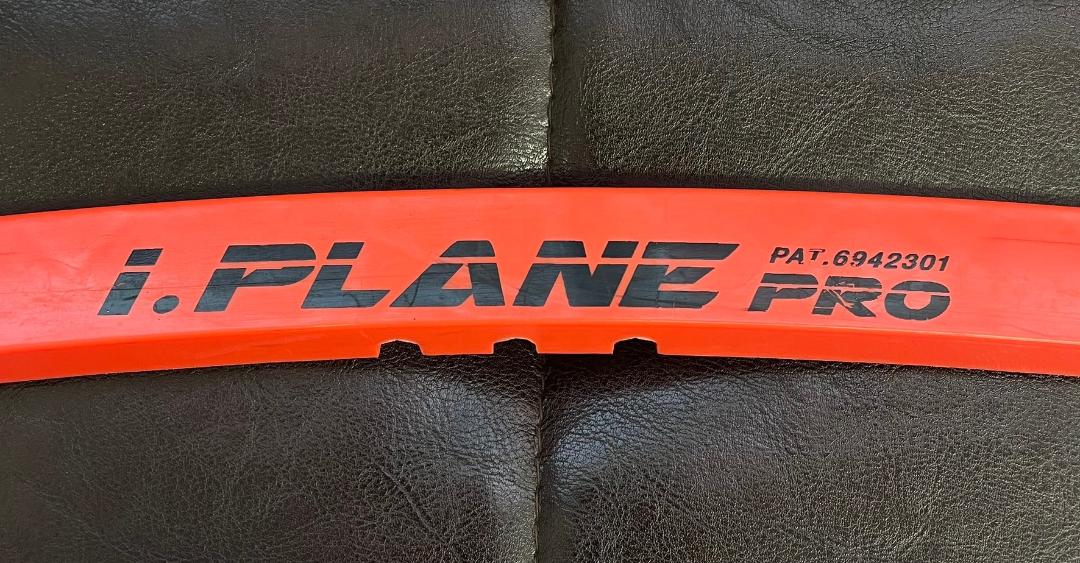 I.PLANE
PAT.6942301
PRO